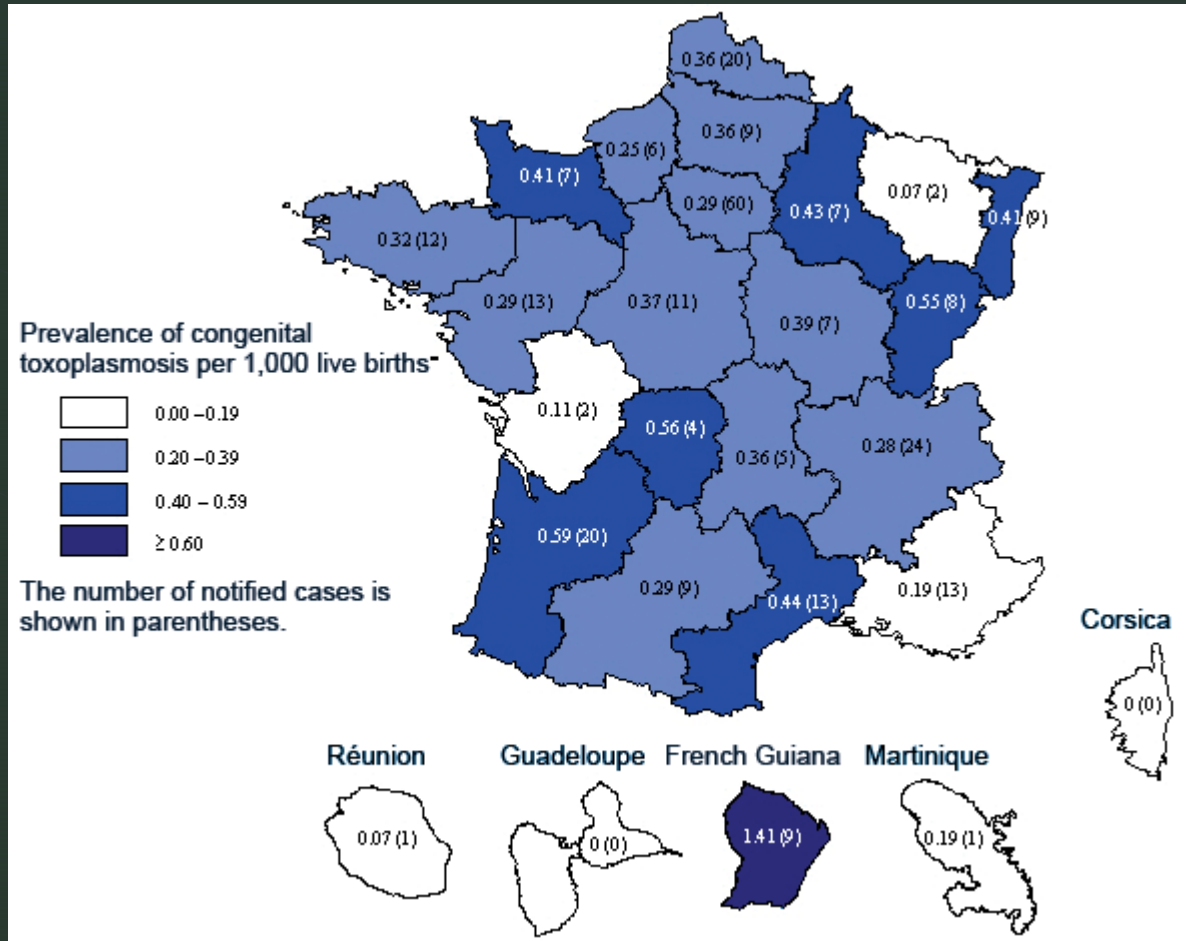 0.36 (20)
0.36 (9)
0.25 (6)
0.41 (7)
0.07 (2)
0.29 (60)
0.43 (7)
0.41 (9)
0.32 (12)
0.29 (13)
0.37 (11)
0.55 (8)
0.39 (7)
Prevalence of congenital
toxoplasmosis per 1,000 live births
0.00 – 0.19
0.20 – 0.39
0.40 – 0.59
≥ 0.60
The number of notified cases is
shown in parentheses.
0.11 (2)
0.56 (4)
0.36 (5)
0.28 (24)
0.59 (20)
0.29 (9)
0.44 (13)
0.19 (13)
Corsica
0 (0)
Réunion
Guadeloupe
French Guiana
Martinique
0.07 (1)
0 (0)
1.41 (9)
0.19 (1)